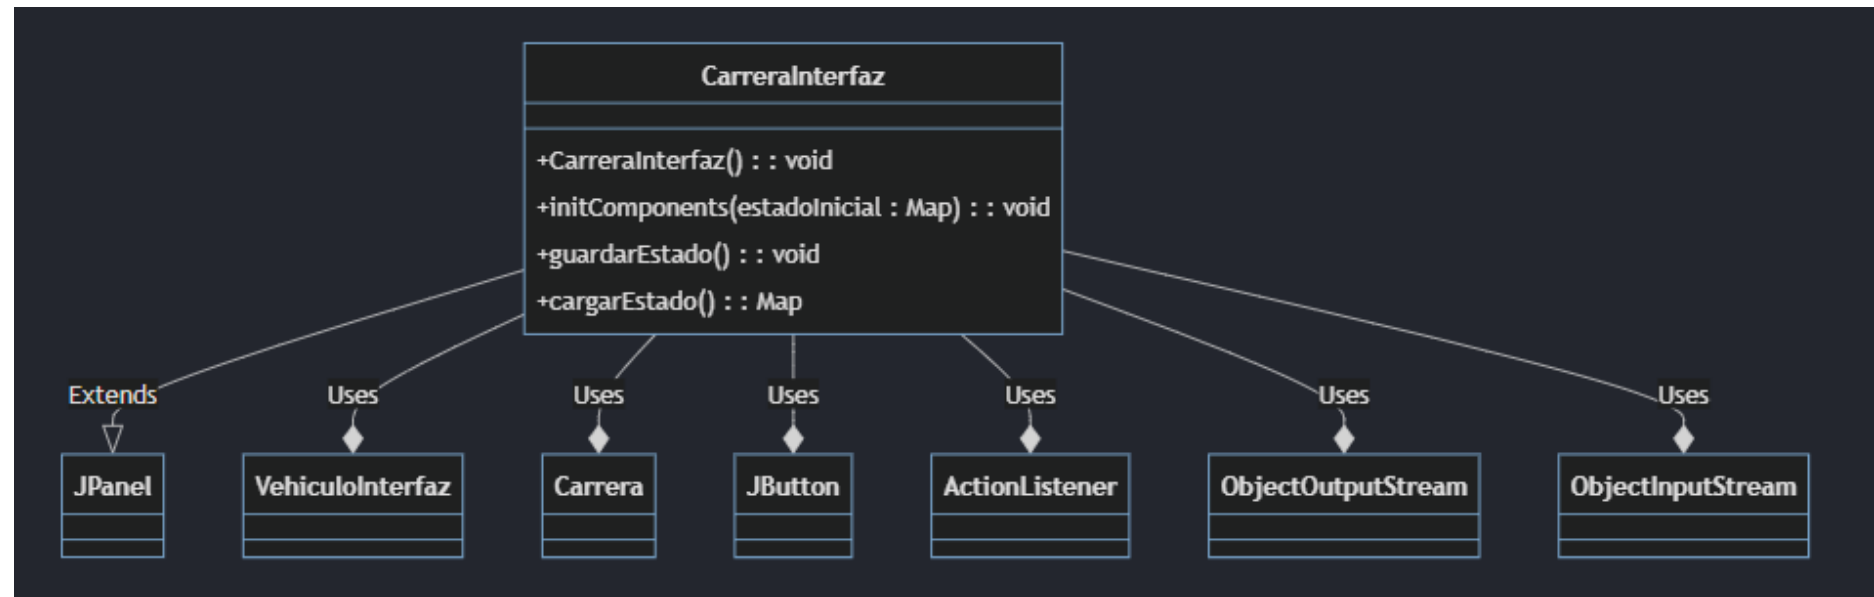 CarreraInterfaz
+CarreraInterfaz() : : void
+initComponents(estadoInicial : Map) : : void
+guardarEstado() : : void
+cargarEstado() : : Map
Extends Uses Uses Uses Uses Uses Uses
JPanel VehiculoInterfaz Carrera JButton ActionListener ObjectOutputStream ObjectInputStream